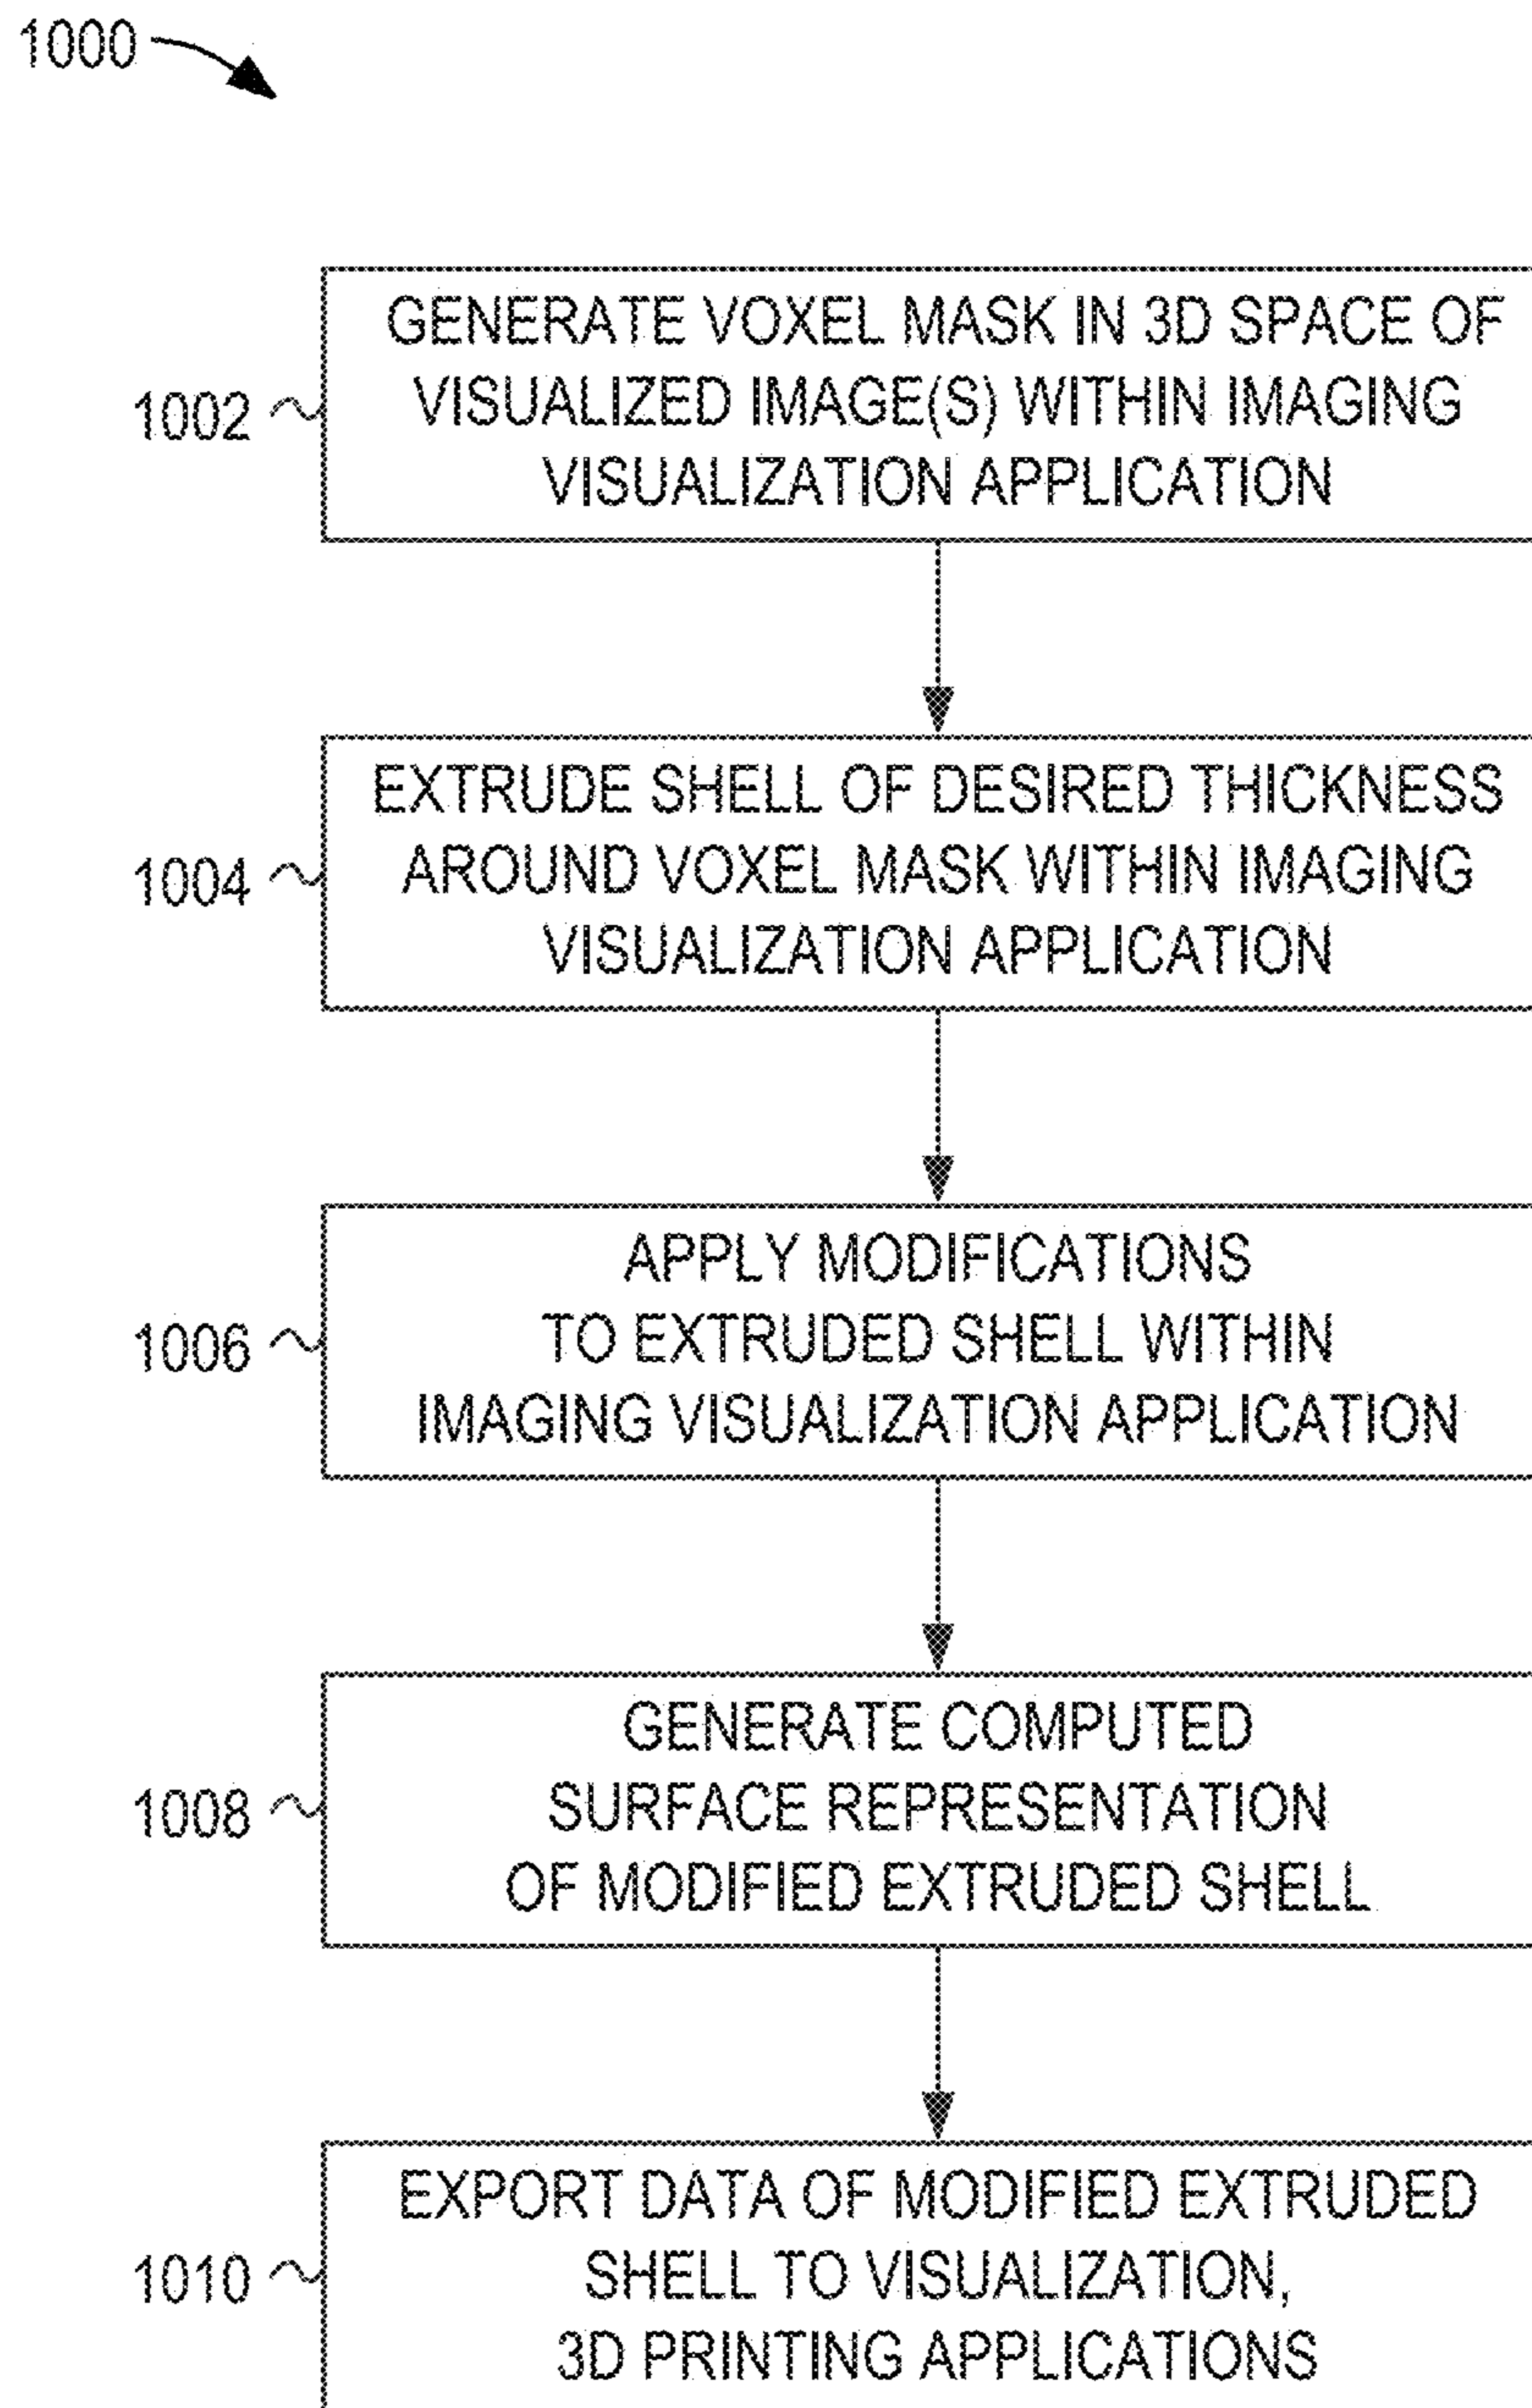 1000
GENERATE VOXEL MASK IN 3D SPACE OF
VISUALIZED IMAGE(S) WITHIN IMAGING
VISUALIZATION APPLICATION
1002
EXTRUDE SHELL OF DESIRED THICKNESS
AROUND VOXEL MASK WITHIN IMAGING
VISUALIZATION APPLICATION
1004
APPLY MODIFICATIONS
TO EXTRUDED SHELL WITHIN
IMAGING VISUALIZATION APPLICATION
1006
GENERATE COMPUTED
SURFACE REPRESENTATION
OF MODIFIED EXTRUDED SHELL
1008
EXPORT DATA OF MODIFIED EXTRUDED
SHELL TO VISUALIZATION,
3D PRINTING APPLICATIONS
1010